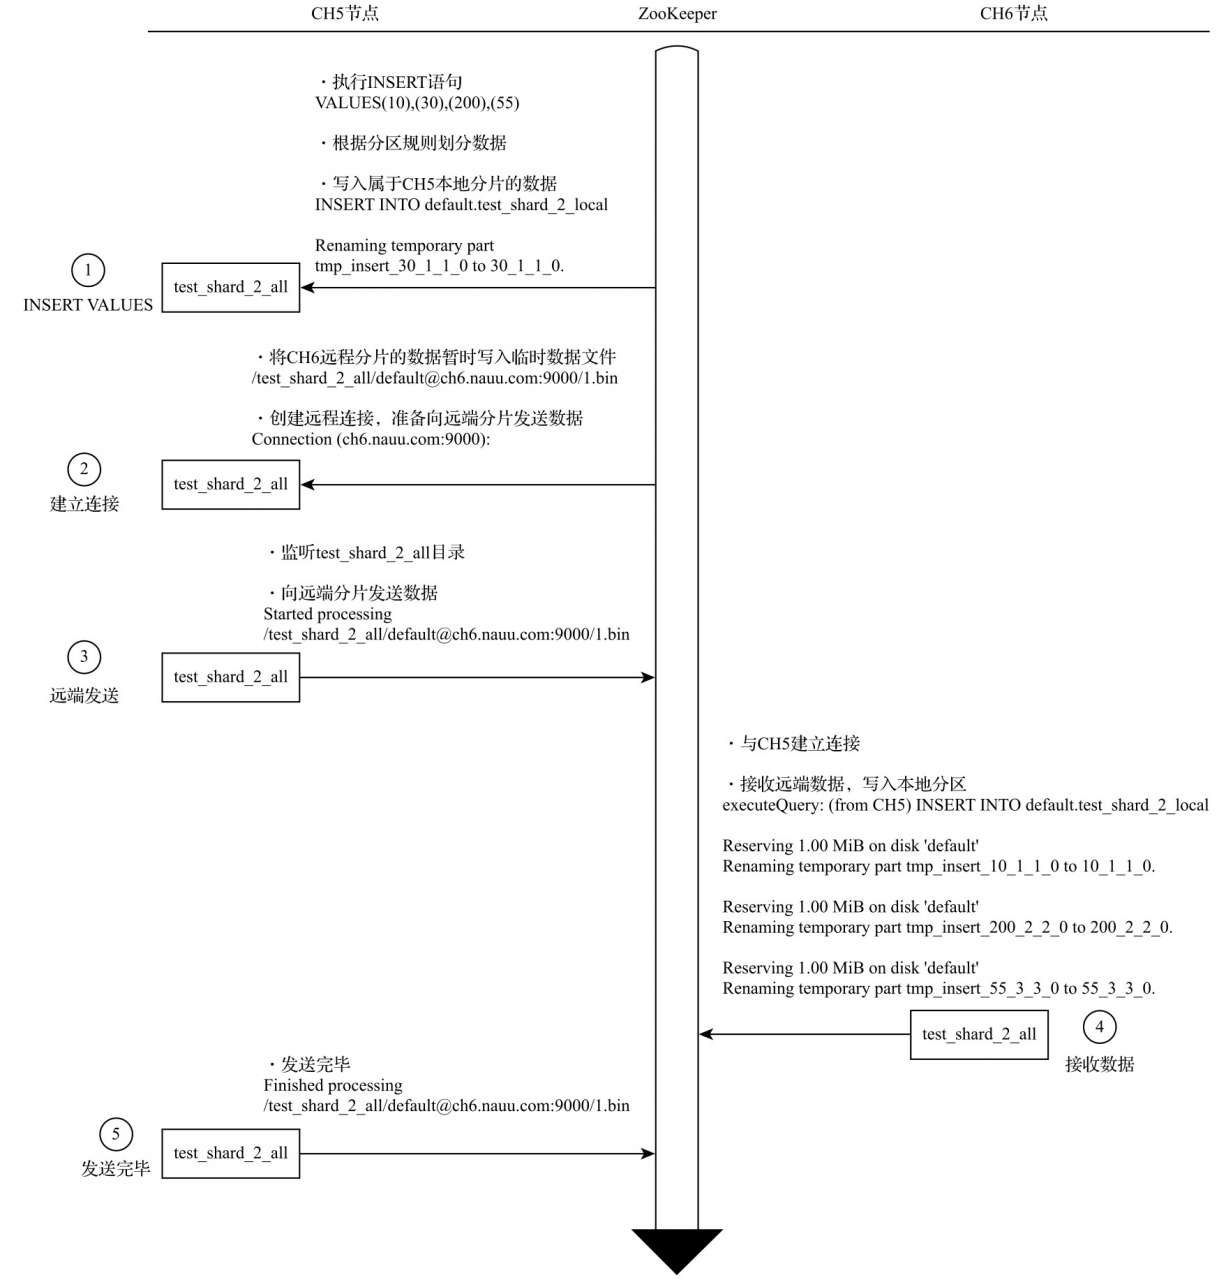 CH5节点
ZooKeeper
CH6节点
·执行INSERT语句
VALUES(10),(30),(200),(55)
·根据分区规则划分数据
·写入属于CH5本地分片的数据
INSERT INTO default.test_shard_2_local
Renaming temporary part
tmp_insert_30_1_1_0 to 30_1_1_0.
1
INSERT VALUES
test_shard_2_all
·将CH6远程分片的数据暂时写入临时数据文件
/test_shard_2_all/default@ch6.nauu.com:9000/1.bin
·创建远程连接，准备向远端分片发送数据
Connection (ch6.nauu.com:9000):
2
建立连接
test_shard_2_all
·监听test_shard_2_all目录
·向远端分片发送数据
Started processing
/test_shard_2_all/default@ch6.nauu.com:9000/1.bin
3
远端发送
test_shard_2_all
·与CH5建立连接
·接收远端数据，写入本地分区
executeQuery: (from CH5) INSERT INTO default.test_shard_2_local
Reserving 1.00 MiB on disk 'default'
Renaming temporary part tmp_insert_10_1_1_0 to 10_1_1_0.
Reserving 1.00 MiB on disk 'default'
Renaming temporary part tmp_insert_200_2_2_0 to 200_2_2_0.
Reserving 1.00 MiB on disk 'default'
Renaming temporary part tmp_insert_55_3_3_0 to 55_3_3_0.
test_shard_2_all
4
接收数据
·发送完毕
Finished processing
/test_shard_2_all/default@ch6.nauu.com:9000/1.bin
5
发送完毕
test_shard_2_all